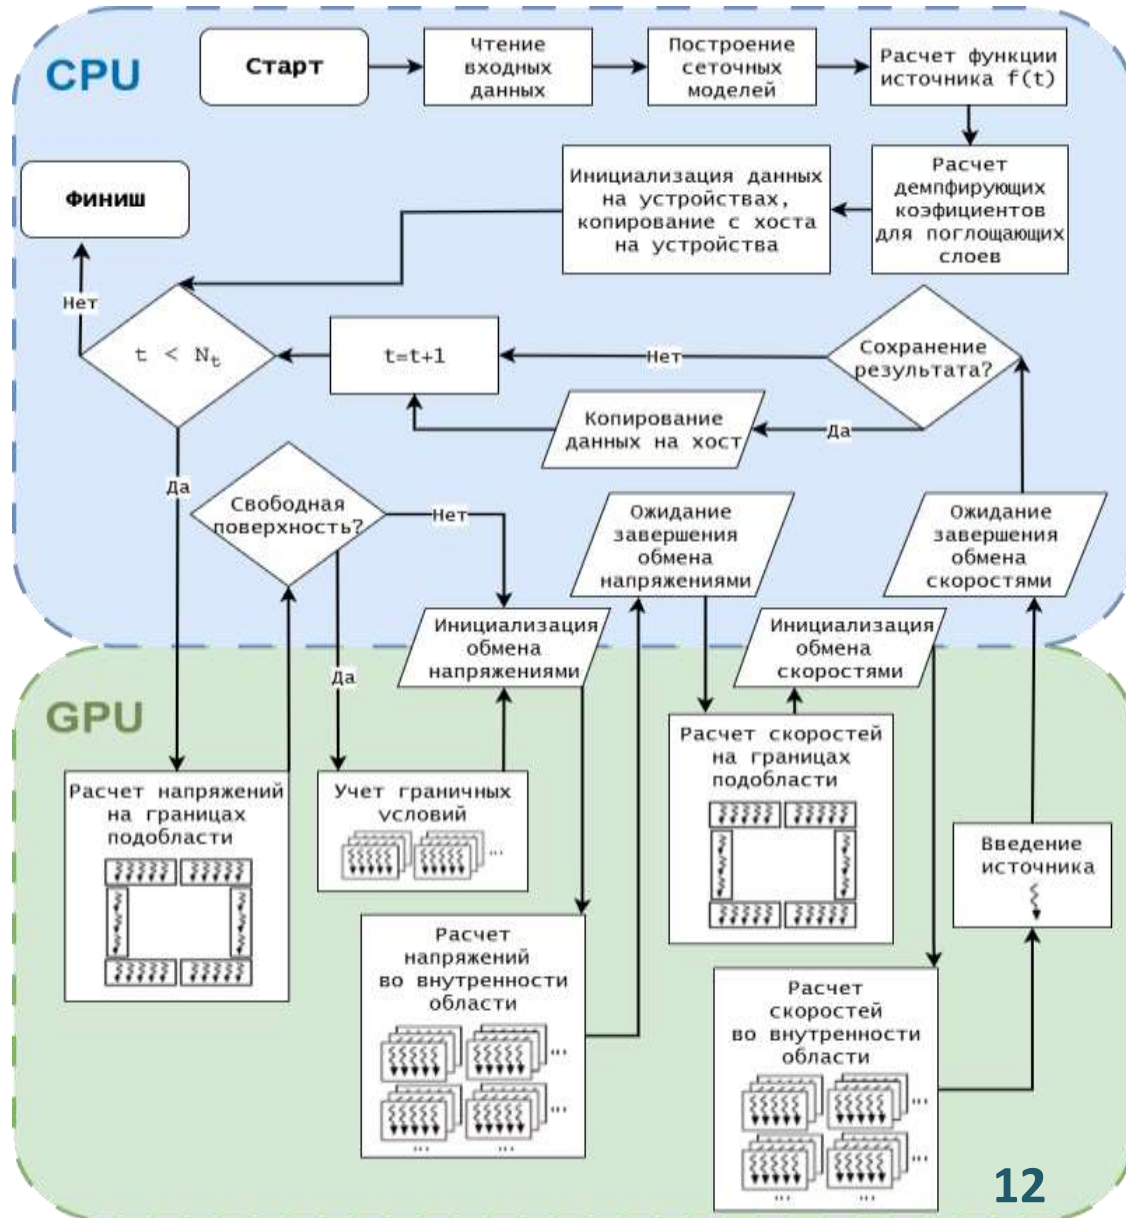 CPU
Старт
Чтение
входных
данных
Построение
сеточных
моделей
Расчет функции
источника f(t)
Расчет
демпфирующих
коэфициентов
для поглощающих
слоев
Инициализация данных
на устройствах,
копирование с хоста
на устройства
Финиш
Нет
t < Nt
t=t+1
Нет
Сохранение
результата?
Да
Копирование
данных на хост
Да
Свободная
поверхность?
Нет
Да
Ожидание
завершения
обмена
напряжениями
Ожидание
завершения
обмена
скоростями
Инициализация
обмена
напряжениями
Инициализация
обмена
скоростями
GPU
Расчет напряжений
на границах
подобласти
Учет граничных
условий
...
Расчет скоростей
на границах
подобласти
Введение
источника
Расчет
напряжений
во внутренности
области
...
...
... ...
Расчет
скоростей
во внутренности
области
...
...
... ...
12